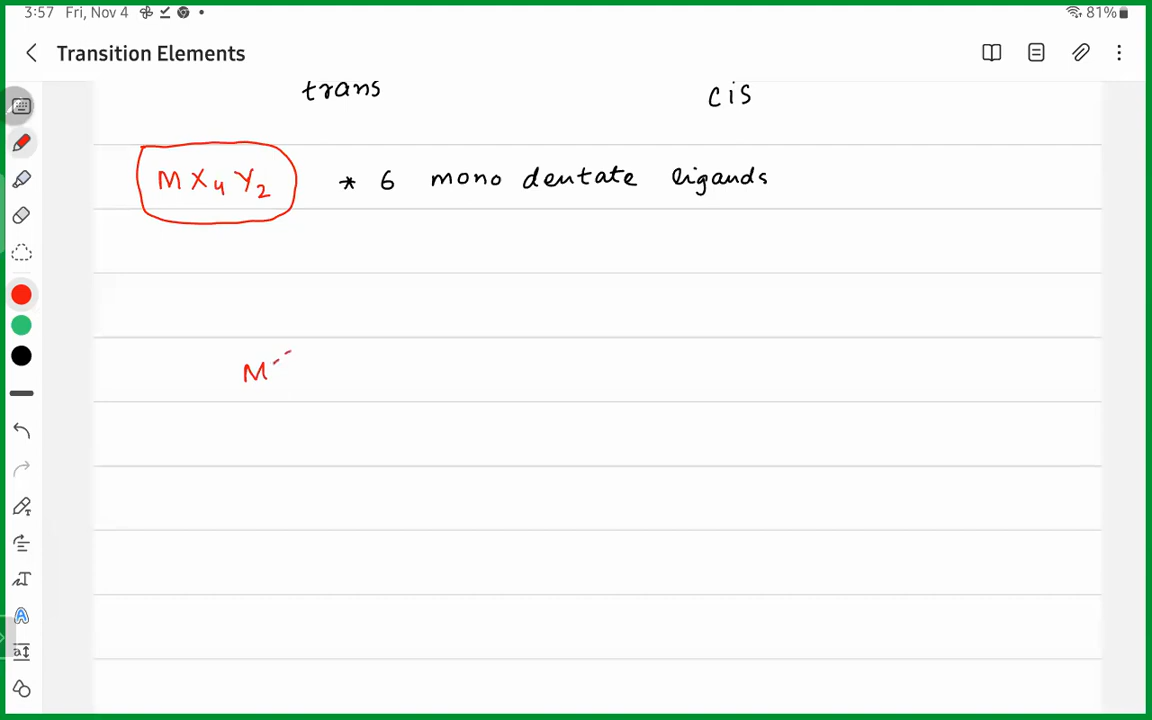 3:57 Fri, Nov 4 81%
Transition Elements
trans cis
MX₄Y₂ * 6 mono dentate ligands
M